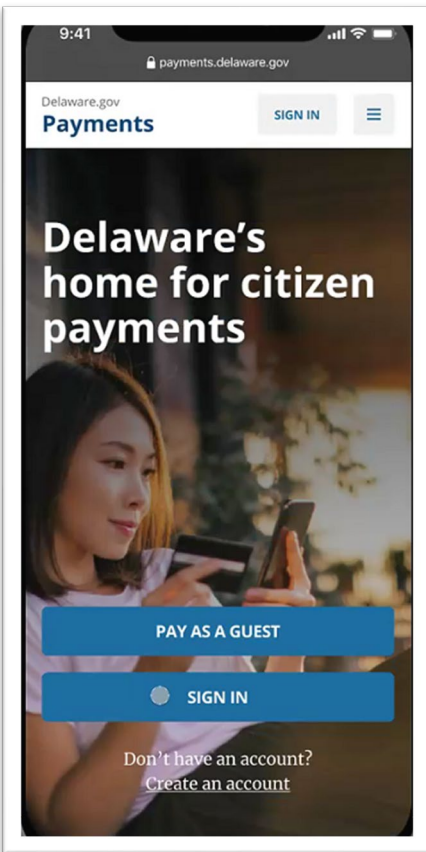 9:41
payments.delaware.gov
Delaware.gov
Payments
SIGN IN
Delaware's
home for citizen
payments
PAY AS A GUEST
SIGN IN
Don't have an account?
Create an account